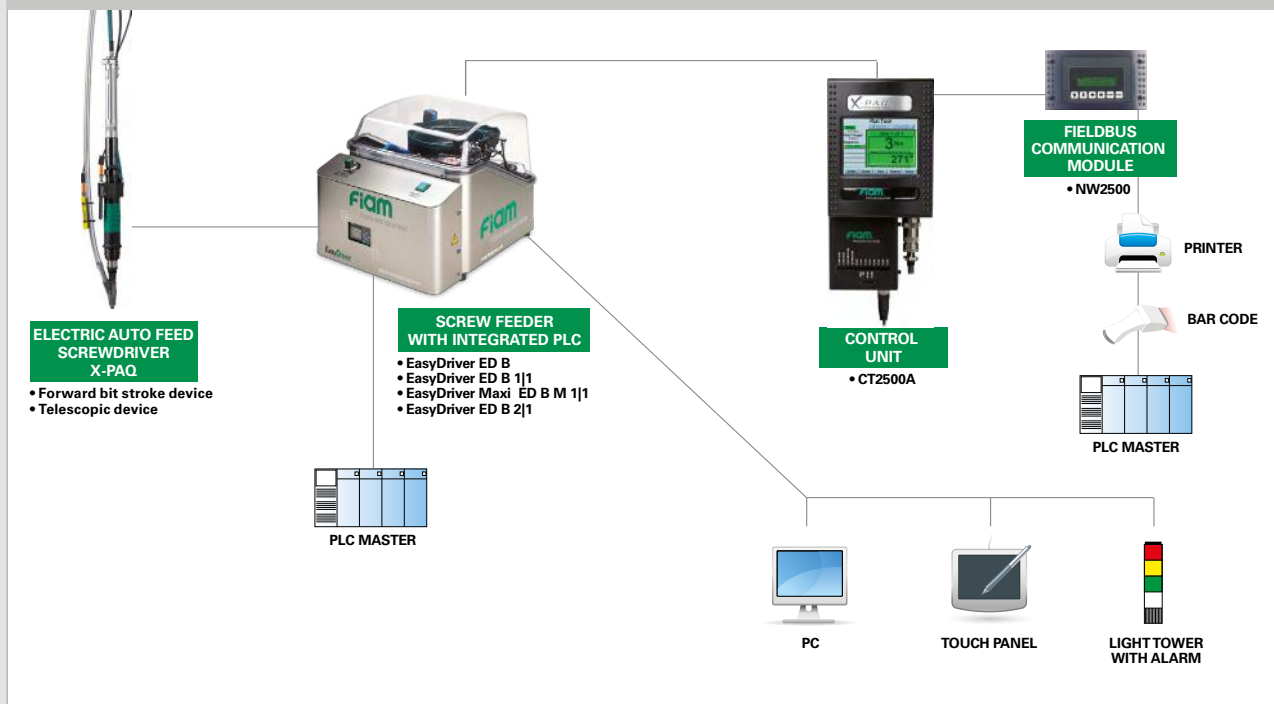 X-PAQ
Run Tool
3 Nm
271°
Fiam
Fiam
Fiam
EasyDriver
Fiam
FIELDBUS
COMMUNICATION
MODULE
• NW2500
PRINTER
BAR CODE
PLC MASTER
ELECTRIC AUTO FEED
SCREWDRIVER
X-PAQ
• Forward bit stroke device
• Telescopic device
SCREW FEEDER
WITH INTEGRATED PLC
• EasyDriver ED B
• EasyDriver ED B 1|1
• EasyDriver Maxi ED B M 1|1
• EasyDriver ED B 2|1
CONTROL
UNIT
• CT2500A
PLC MASTER
PC
TOUCH PANEL
LIGHT TOWER
WITH ALARM